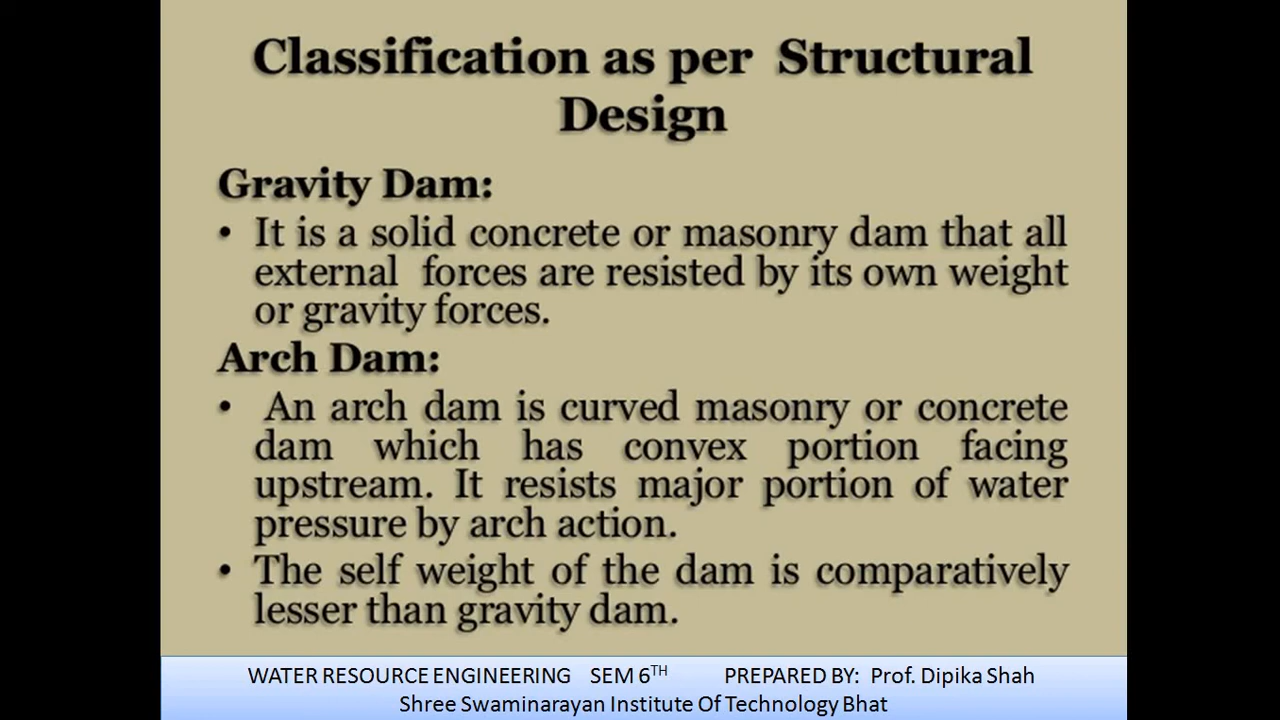 Classification as per Structural
Design
Gravity Dam:
• It is a solid concrete or masonry dam that all
external forces are resisted by its own weight
or gravity forces.
Arch Dam:
• An arch dam is curved masonry or concrete
dam which has convex portion facing
upstream. It resists major portion of water
pressure by arch action.
• The self weight of the dam is comparatively
lesser than gravity dam.
WATER RESOURCE ENGINEERING SEM 6TH PREPARED BY: Prof. Dipika Shah
Shree Swaminarayan Institute Of Technology Bhat